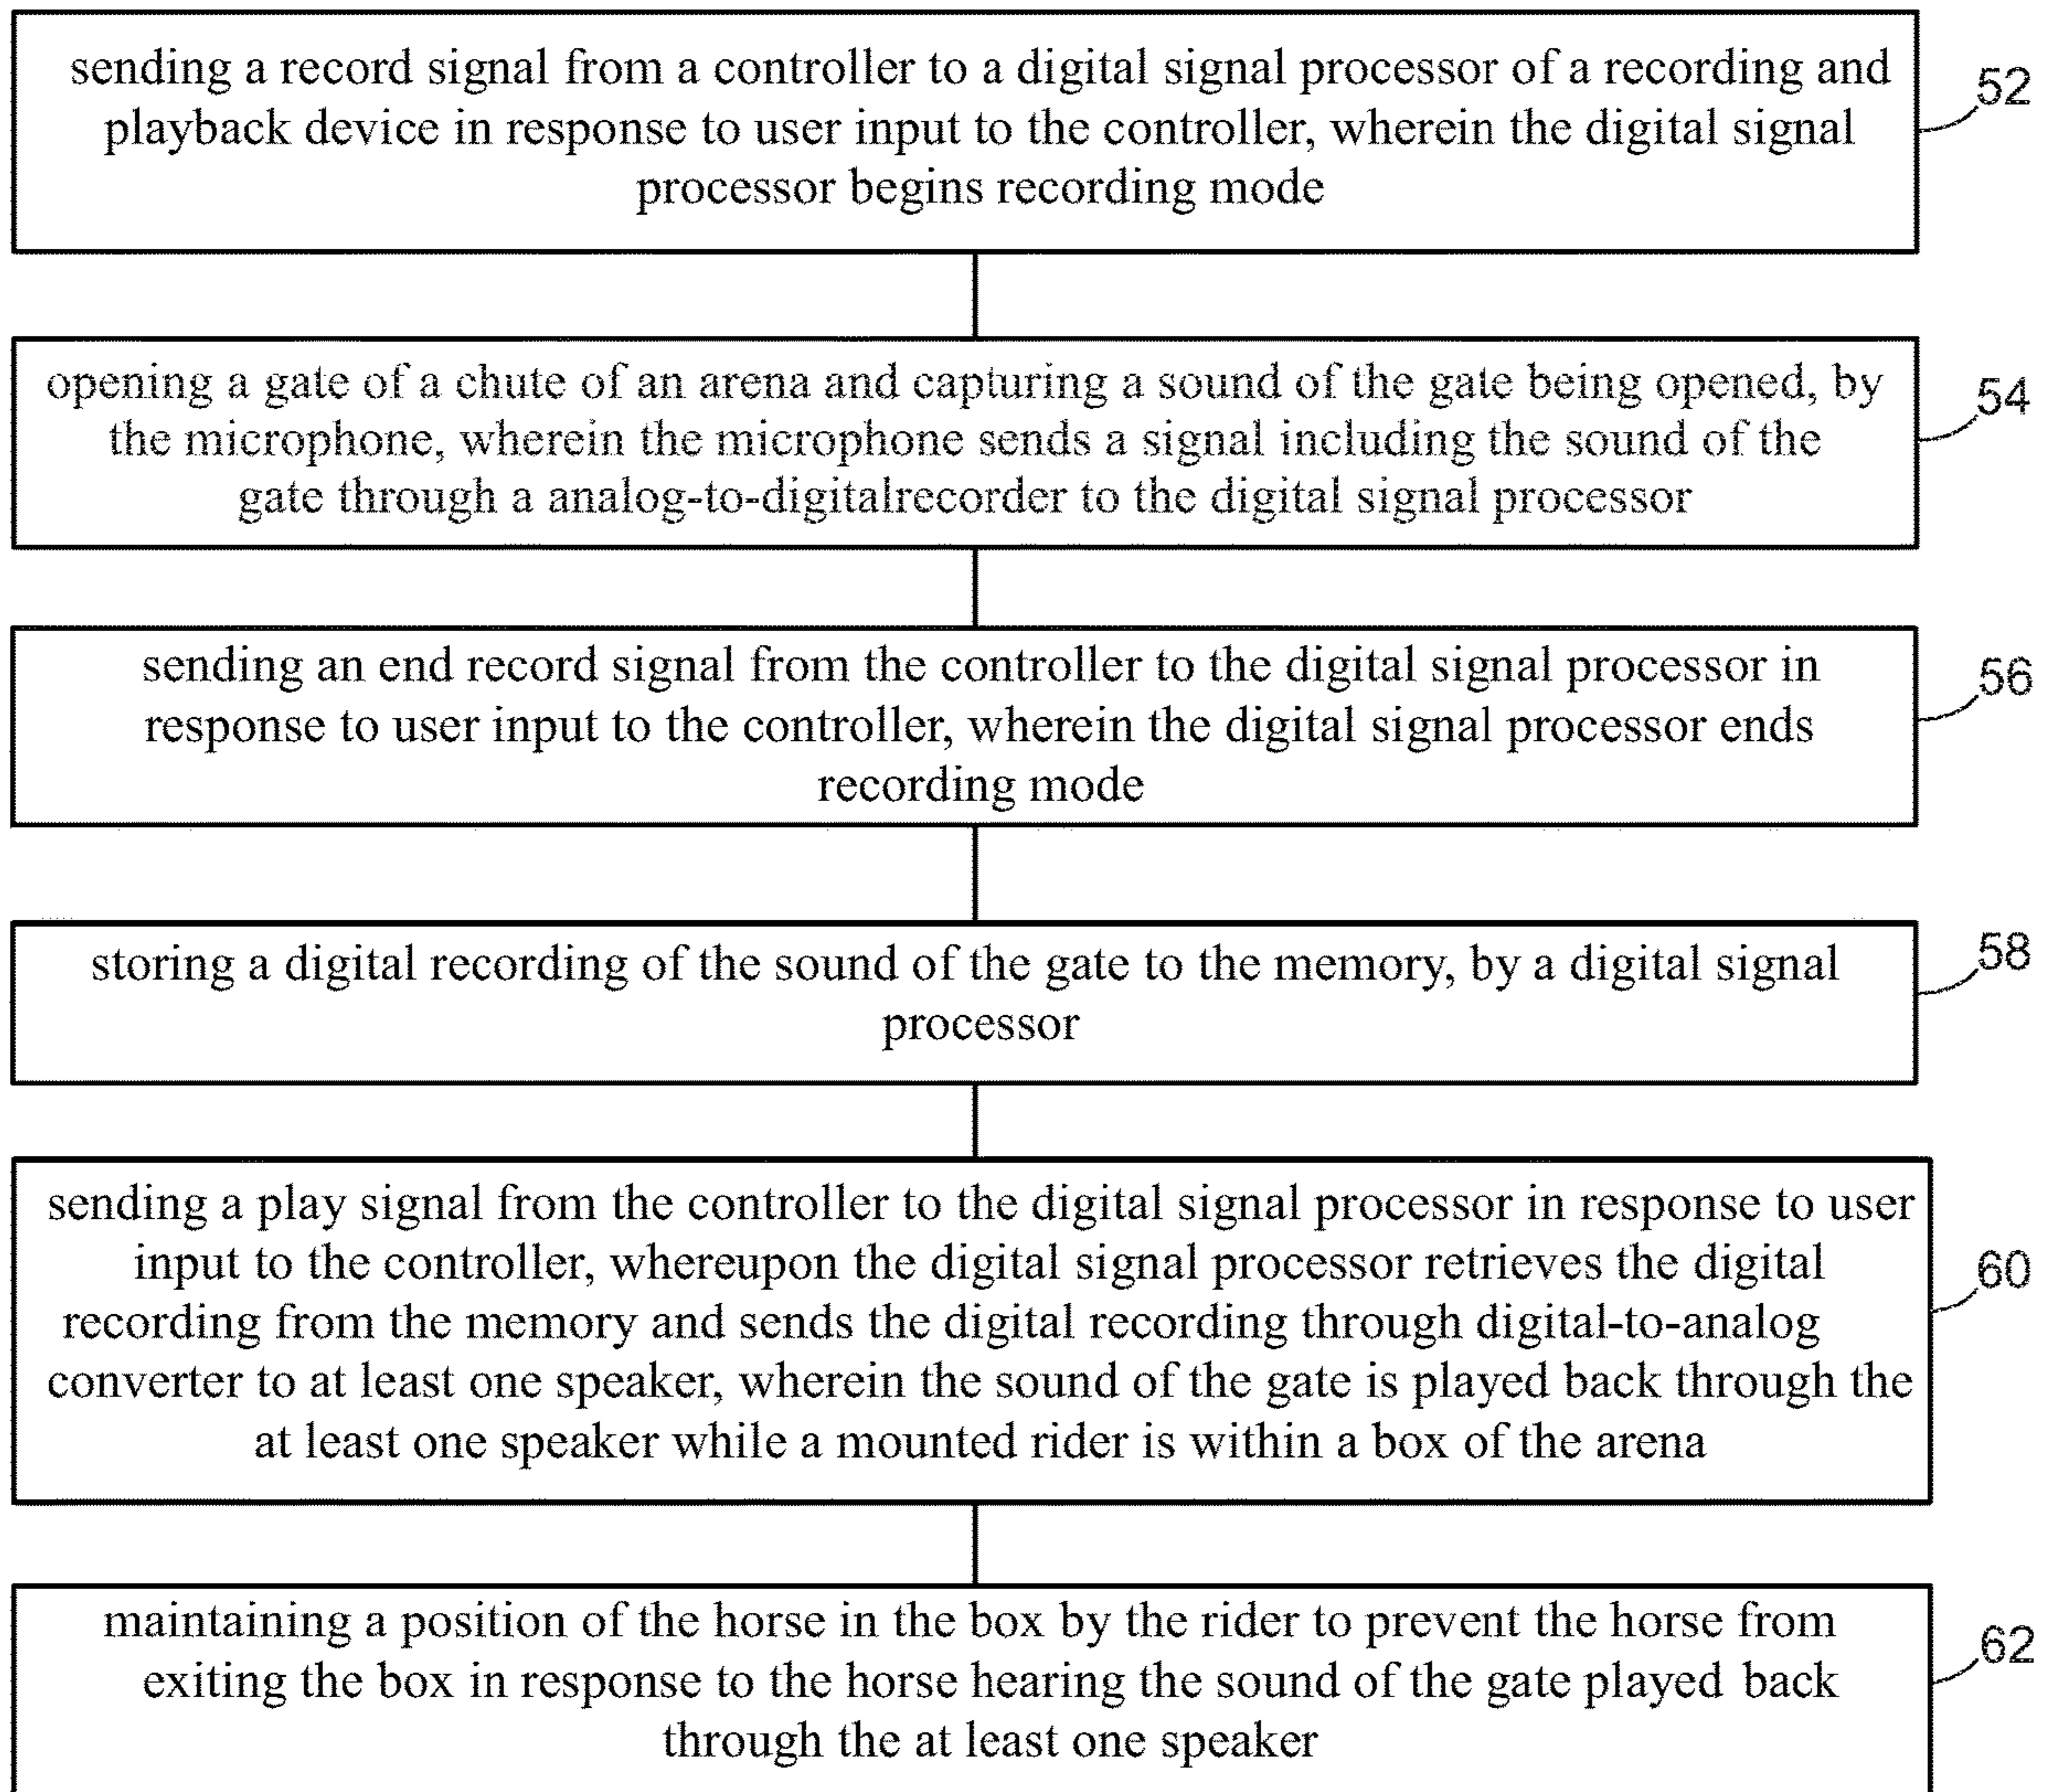 sending a record signal from a controller to a digital signal processor of a recording and
playback device in response to user input to the controller, wherein the digital signal
processor begins recording mode
52
opening a gate of a chute of an arena and capturing a sound of the gate being opened, by
the microphone, wherein the microphone sends a signal including the sound of the
gate through a analog-to-digitalrecorder to the digital signal processor
54
sending an end record signal from the controller to the digital signal processor in
response to user input to the controller, wherein the digital signal processor ends
recording mode
56
storing a digital recording of the sound of the gate to the memory, by a digital signal
processor
58
sending a play signal from the controller to the digital signal processor in response to user
input to the controller, whereupon the digital signal processor retrieves the digital
recording from the memory and sends the digital recording through digital-to-analog
converter to at least one speaker, wherein the sound of the gate is played back through the
at least one speaker while a mounted rider is within a box of the arena
60
maintaining a position of the horse in the box by the rider to prevent the horse from
exiting the box in response to the horse hearing the sound of the gate played back
through the at least one speaker
62